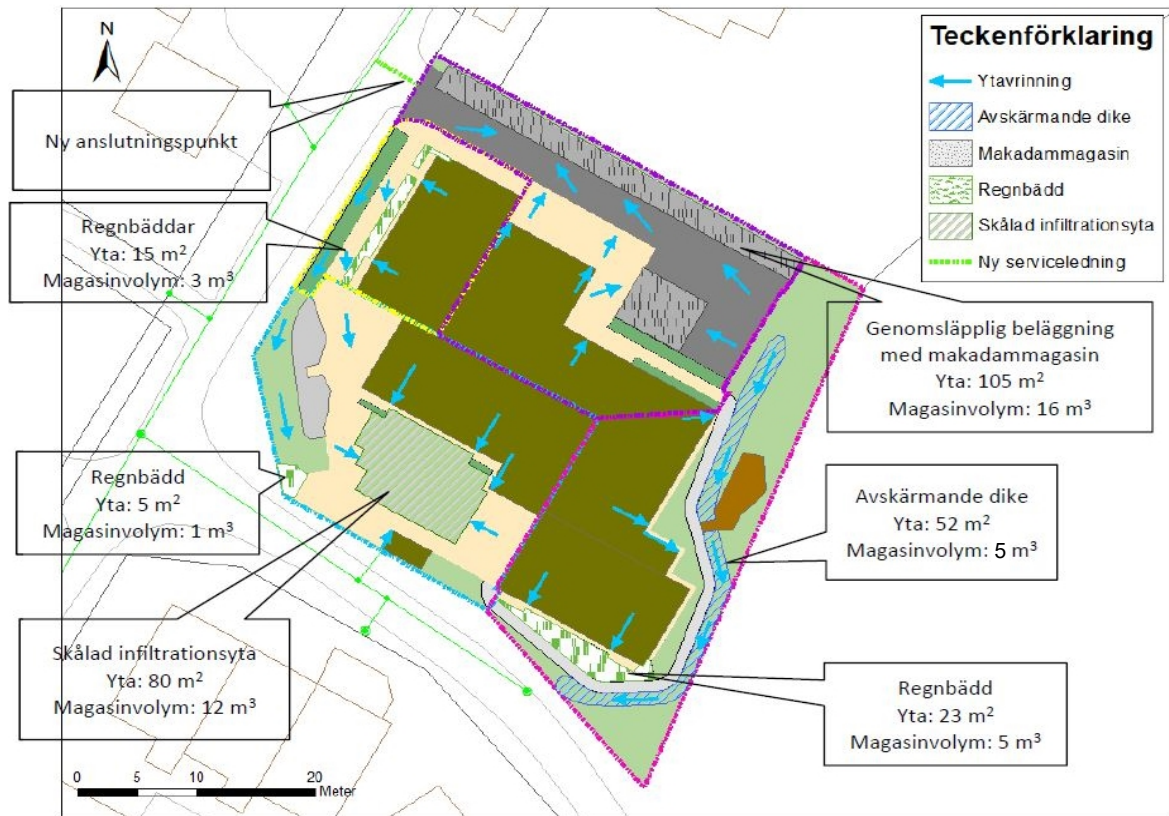 N
Ny anslutningspunkt
Regnbäddar
Yta: 15 m²
Magasinvolym: 3 m³
Regnbädd
Yta: 5 m²
Magasinvolym: 1 m³
Skålad infiltrationsyta
Yta: 80 m²
Magasinvolym: 12 m³
0 5 10 20
Meter
Teckenförklaring
Ytavrinning
Avskärmande dike
Makadammagasin
Regnbädd
Skålad infiltrationsyta
Ny serviceledning
Genomsläpplig beläggning
med makadammagasin
Yta: 105 m²
Magasinvolym: 16 m³
Avskärmande dike
Yta: 52 m²
Magasinvolym: 5 m³
Regnbädd
Yta: 23 m²
Magasinvolym: 5 m³